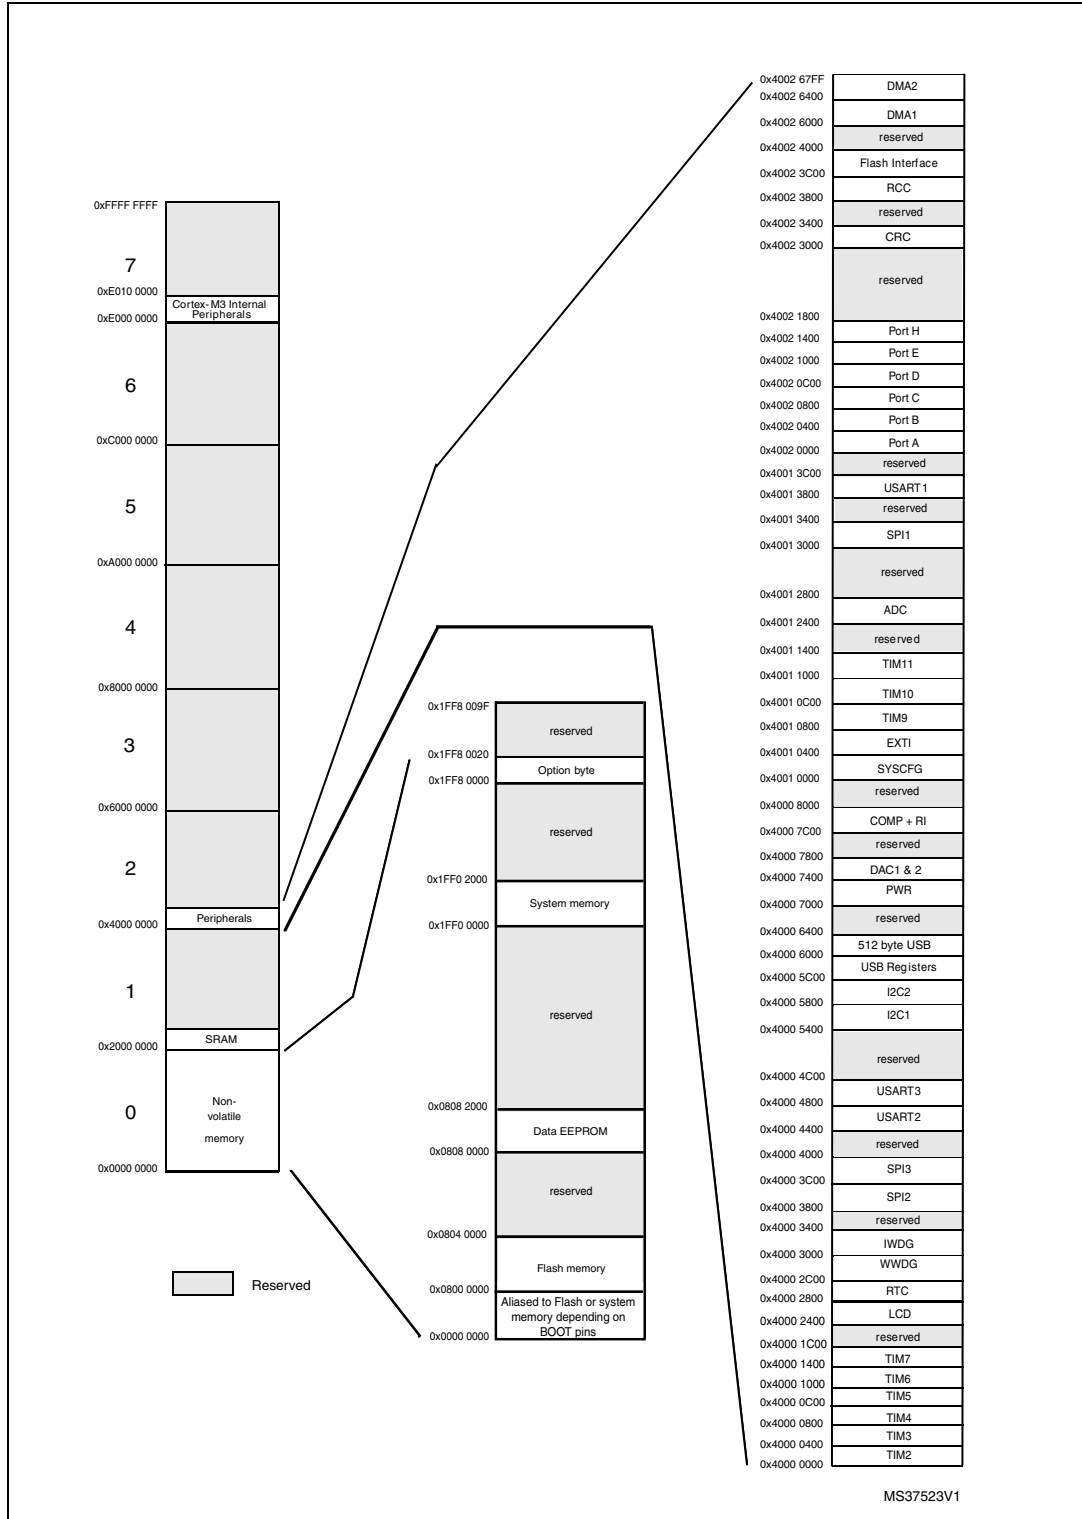 0xFFFF FFFF
7
0xE010 0000
Cortex-M3 Internal
Peripherals
0xE000 0000
6
0xC000 0000
5
0xA000 0000
4
0x8000 0000
3
0x6000 0000
2
Peripherals
0x4000 0000
1
SRAM
0x2000 0000
0
Non-
volatile
memory
0x0000 0000
Reserved
0x1FF8 009F
reserved
0x1FF8 0020
Option byte
0x1FF8 0000
reserved
0x1FF0 2000
System memory
0x1FF0 0000
reserved
0x0808 2000
Data EEPROM
0x0808 0000
reserved
0x0804 0000
Flash memory
0x0800 0000
Aliased to Flash or system
memory depending on
BOOT pins
0x0000 0000
0x4002 67FF
DMA2
0x4002 6400
DMA1
0x4002 6000
reserved
0x4002 4000
Flash Interface
0x4002 3C00
RCC
0x4002 3800
reserved
0x4002 3400
CRC
0x4002 3000
reserved
0x4002 1800
Port H
0x4002 1400
Port E
0x4002 1000
Port D
0x4002 0C00
Port C
0x4002 0800
Port B
0x4002 0400
Port A
0x4002 0000
reserved
0x4001 3C00
USART1
0x4001 3800
reserved
0x4001 3400
SPI1
0x4001 3000
reserved
0x4001 2800
ADC
0x4001 2400
reserved
0x4001 1400
TIM11
0x4001 1000
TIM10
0x4001 0C00
TIM9
0x4001 0800
EXTI
0x4001 0400
SYSCFG
0x4001 0000
reserved
0x4000 8000
COMP + RI
0x4000 7C00
reserved
0x4000 7800
DAC1 & 2
0x4000 7400
PWR
0x4000 7000
reserved
0x4000 6400
512 byte USB
0x4000 6000
USB Registers
0x4000 5C00
I2C2
0x4000 5800
I2C1
0x4000 5400
reserved
0x4000 4C00
USART3
0x4000 4800
USART2
0x4000 4400
reserved
0x4000 4000
SPI3
0x4000 3C00
SPI2
0x4000 3800
reserved
0x4000 3400
IWDG
0x4000 3000
WWDG
0x4000 2C00
RTC
0x4000 2800
LCD
0x4000 2400
reserved
0x4000 1C00
TIM7
0x4000 1400
TIM6
0x4000 1000
TIM5
0x4000 0C00
TIM4
0x4000 0800
TIM3
0x4000 0400
TIM2
0x4000 0000
MS37523V1